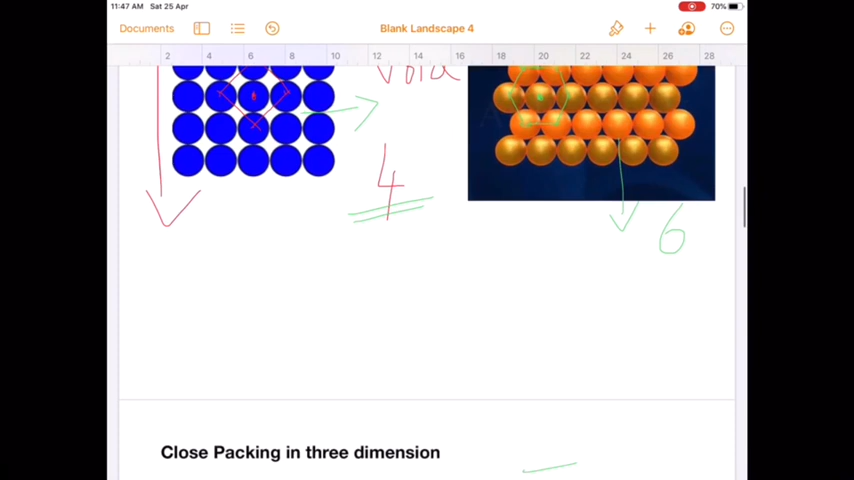 11:47 AM Sat 25 Apr 70%
Documents Blank Landscape 4
2 4 6 8 10 12 14 16 18 20 22 24 26 28
Void
4
6
Close Packing in three dimension